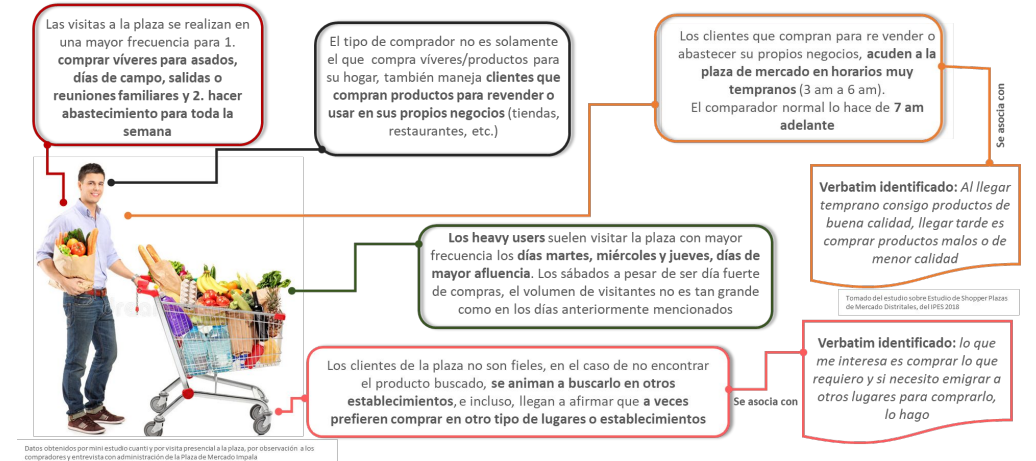 Las visitas a la plaza se realizan en
una mayor frecuencia para 1.
comprar víveres para asados,
días de campo, salidas o
reuniones familiares y 2. hacer
abastecimiento para toda la
semana
El tipo de comprador no es solamente
el que compra víveres/productos para
su hogar, también maneja clientes que
compran productos para revender o
usar en sus propios negocios (tiendas,
restaurantes, etc.)
Los clientes que compran para re vender o
abastecer su propios negocios, acuden a la
plaza de mercado en horarios muy
tempranos (3 am a 6 am).
El comparador normal lo hace de 7 am
adelante
Se asocia con
Verbatim identificado: Al llegar
temprano consigo productos de
buena calidad, llegar tarde es
comprar productos malos o de
menor calidad
Tomado del estudio sobre Estudio de Shopper Plazas
de Mercado Distritales, del IPES 2018
Los heavy users suelen visitar la plaza con mayor
frecuencia los días martes, miércoles y jueves, días de
mayor afluencia. Los sábados a pesar de ser día fuerte
de compras, el volumen de visitantes no es tan grande
como en los días anteriormente mencionados
Los clientes de la plaza no son fieles, en el caso de no encontrar
el producto buscado, se animan a buscarlo en otros
establecimientos, e incluso, llegan a afirmar que a veces
prefieren comprar en otro tipo de lugares o establecimientos
Se asocia con
Verbatim identificado: lo que
me interesa es comprar lo que
requiero y si necesito emigrar a
otros lugares para comprarlo,
lo hago
Datos obtenidos por mini estudio cuanti y por visita presencial a la plaza, por observación a los
compradores y entrevista con administración de la Plaza de Mercado Impala